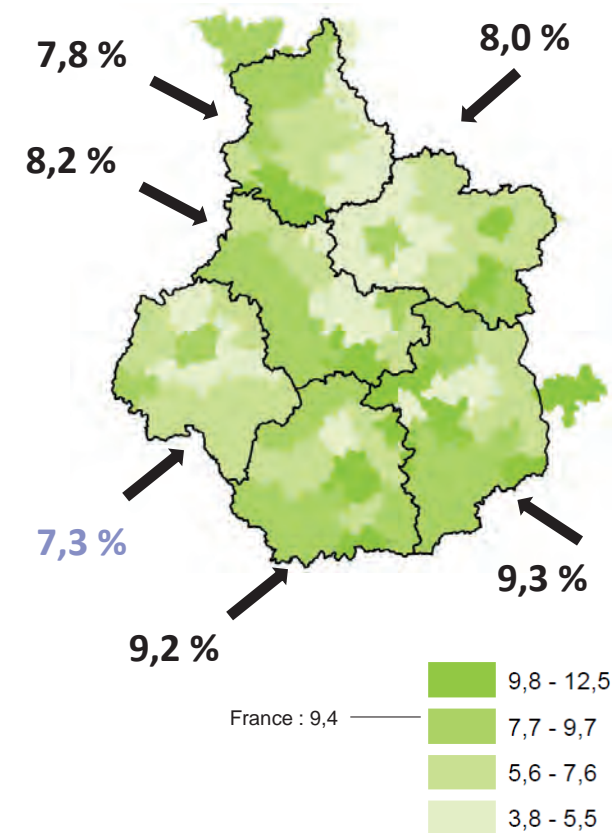 8,0 %
7,8 %
8,2 %
7,3 %
9,3 %
9,2 %
9,8 - 12,5
France : 9,4
7,7 - 9,7
5,6 - 7,6
3,8 - 5,5